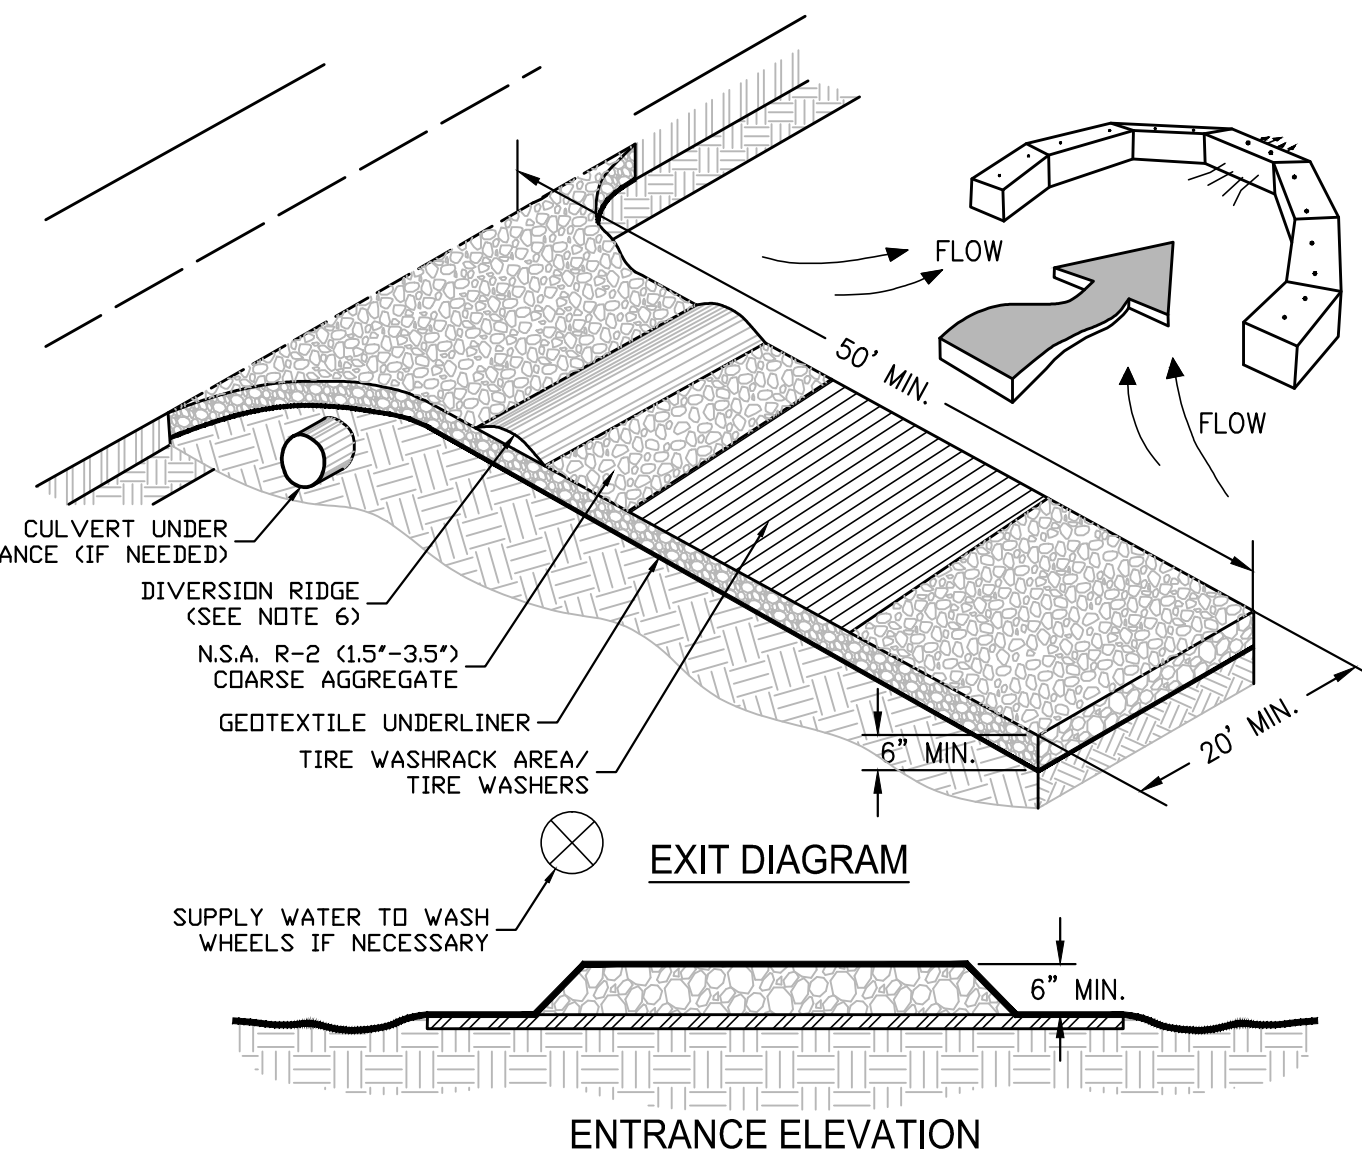 FLOW
50' MIN.
FLOW
CULVERT UNDER
ANCE (IF NEEDED)
DIVERSION RIDGE
(SEE NOTE 6)
N.S.A. R-2 (1.5"-3.5")
COARSE AGGREGATE
GEOTEXTILE UNDERLINER
TIRE WASHRACK AREA/
TIRE WASHERS
6" MIN.
20' MIN.
EXIT DIAGRAM
SUPPLY WATER TO WASH
WHEELS IF NECESSARY
6" MIN.
ENTRANCE ELEVATION